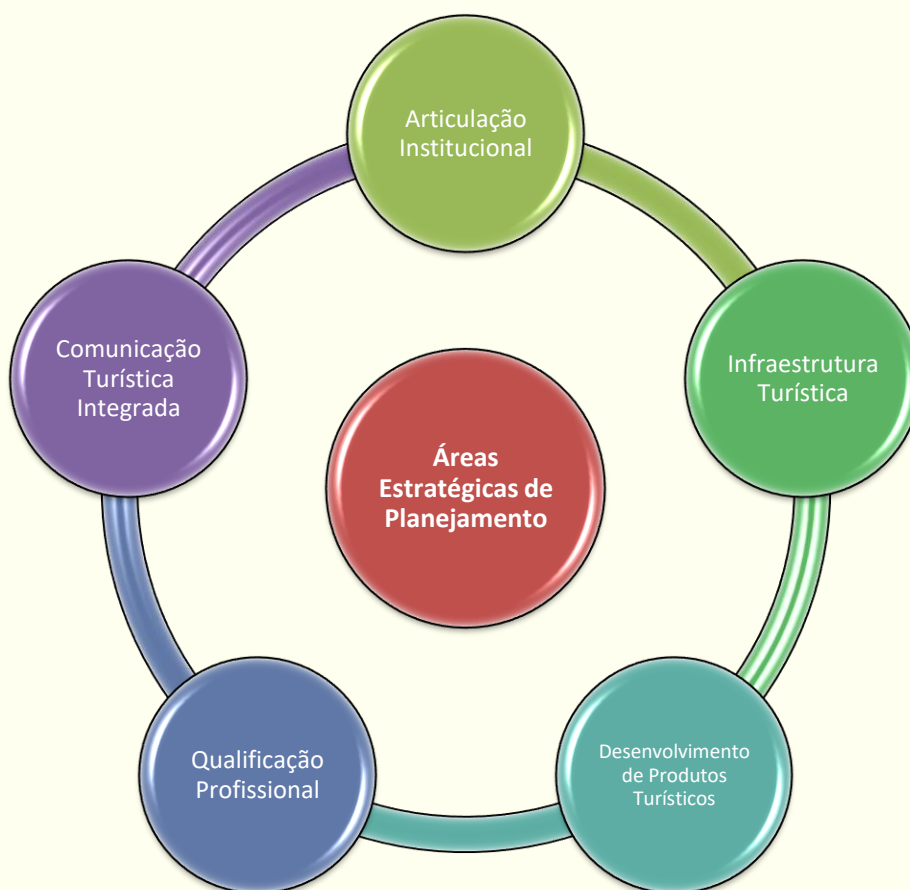 Articulação
Institucional
Infraestrutura
Turística
Desenvolvimento
de Produtos
Turísticos
Qualificação
Profissional
Comunicação
Turística
Integrada
Áreas
Estratégicas de
Planejamento